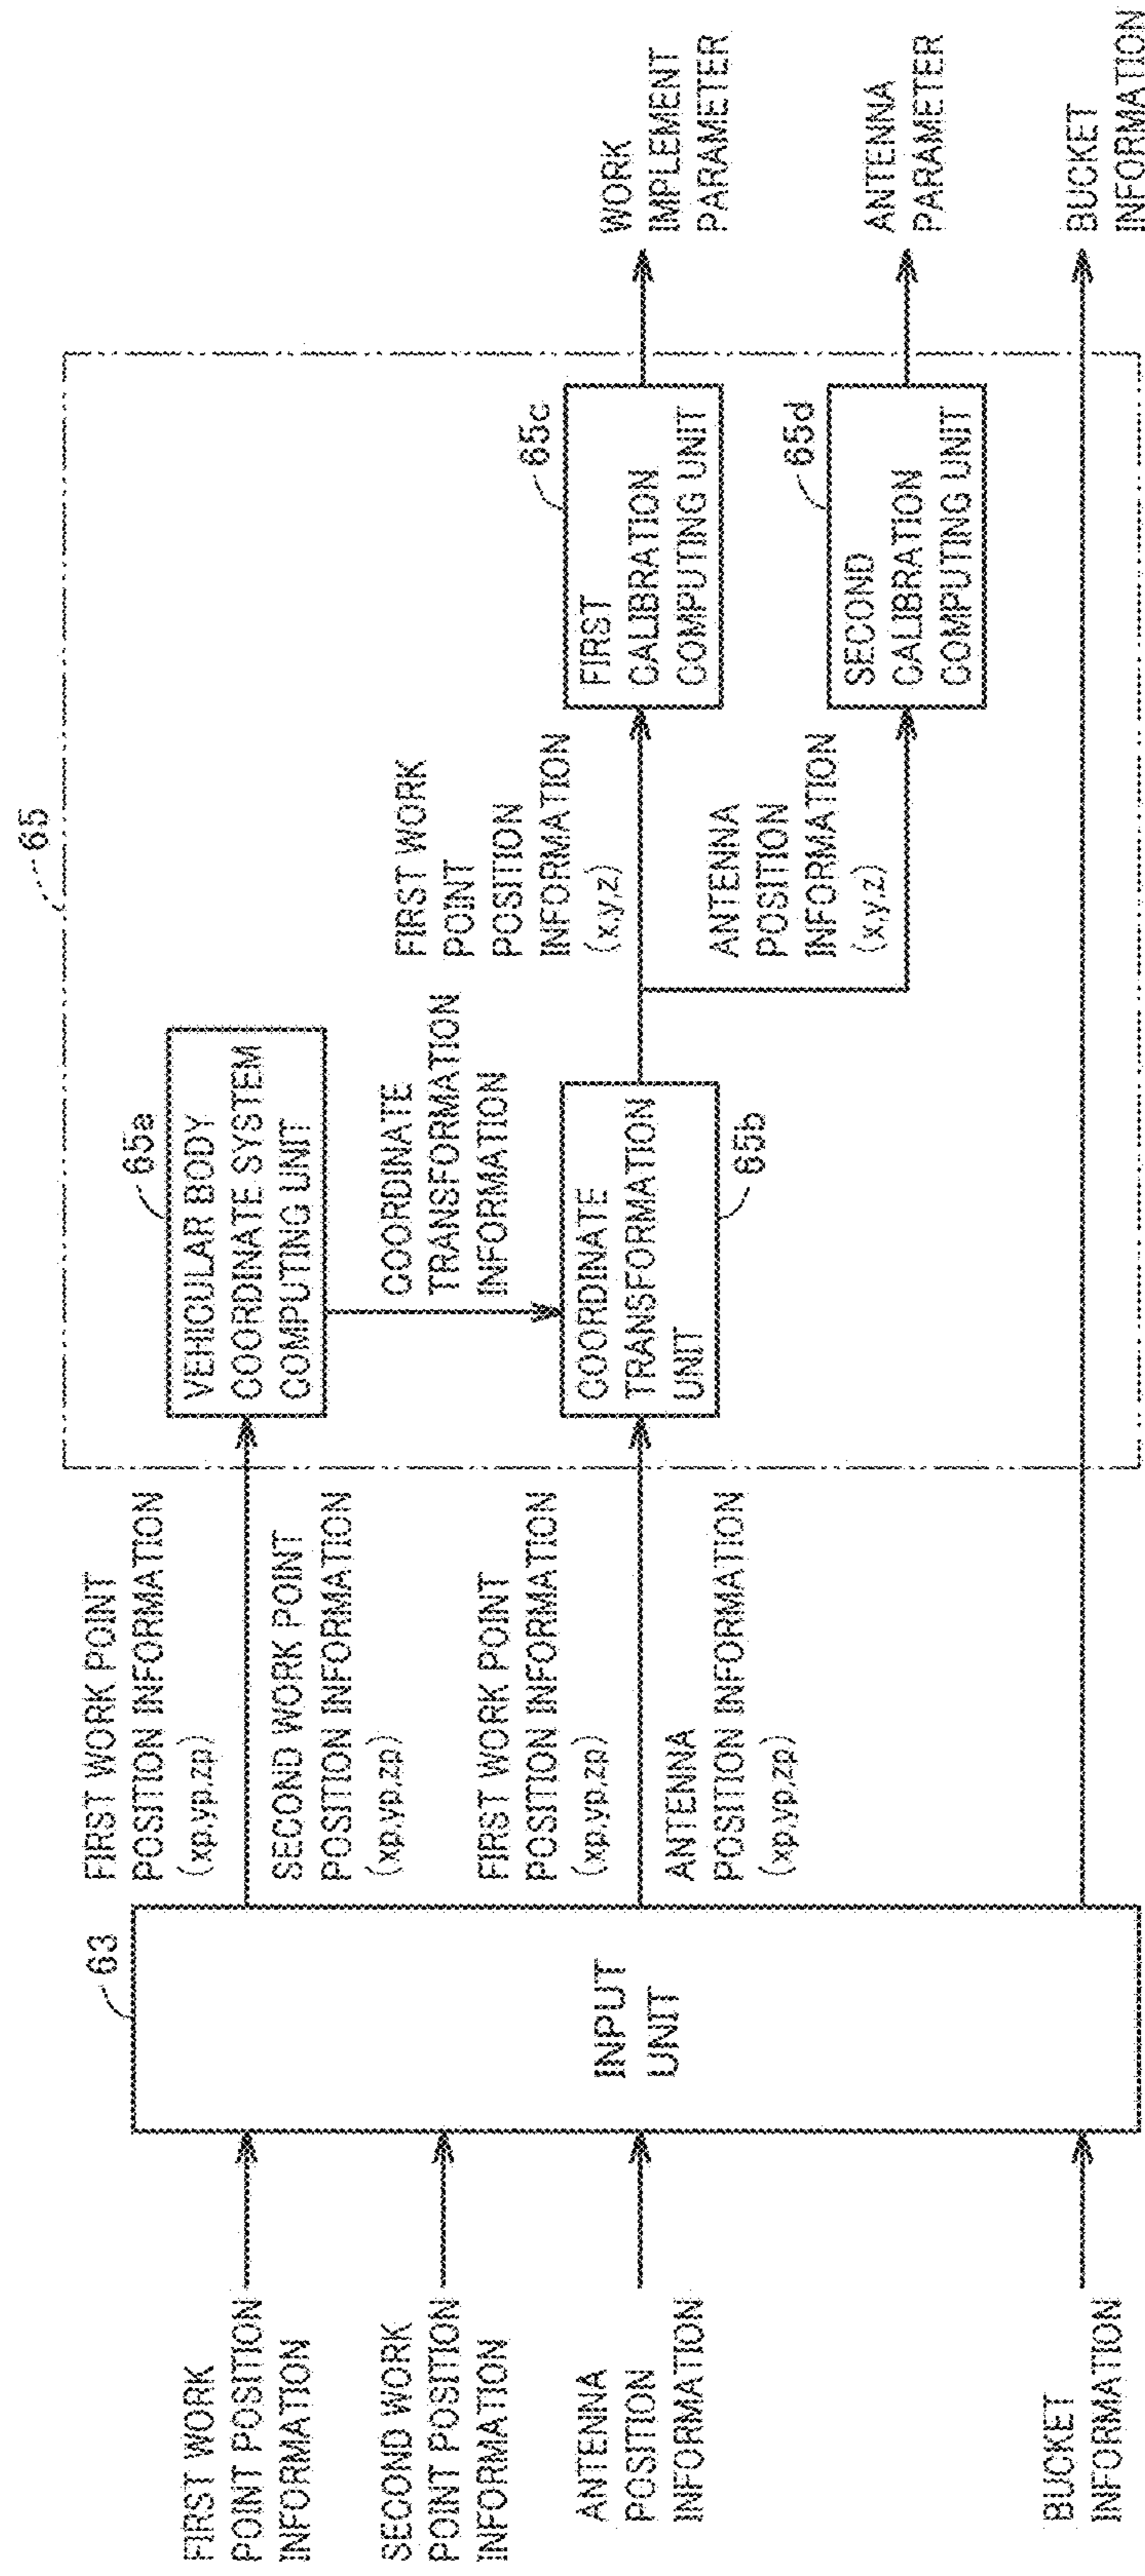 FIRST WORK
POINT POSITION
INFORMATION
SECOND WORK
POINT POSITION
INFORMATION
ANTENNA
POSITION
INFORMATION
BUCKET
INFORMATION
63
INPUT
UNIT
FIRST WORK POINT
POSITION INFORMATION
(xp,yp,zp)
SECOND WORK POINT
POSITION INFORMATION
(xp,yp,zp)
FIRST WORK POINT
POSITION INFORMATION
(xp,yp,zp)
ANTENNA
POSITION INFORMATION
(xp,yp,zp)
65
65a
VEHICULAR BODY
COORDINATE SYSTEM
COMPUTING UNIT
COORDINATE
TRANSFORMATION
INFORMATION
COORDINATE
TRANSFORMATION
UNIT
65b
FIRST WORK
POINT
POSITION
INFORMATION
(x,y,z)
ANTENNA
POSITION
INFORMATION
(x,y,z)
65c
FIRST
CALIBRATION
COMPUTING UNIT
65d
SECOND
CALIBRATION
COMPUTING UNIT
WORK
IMPLEMENT
PARAMETER
ANTENNA
PARAMETER
BUCKET
INFORMATION